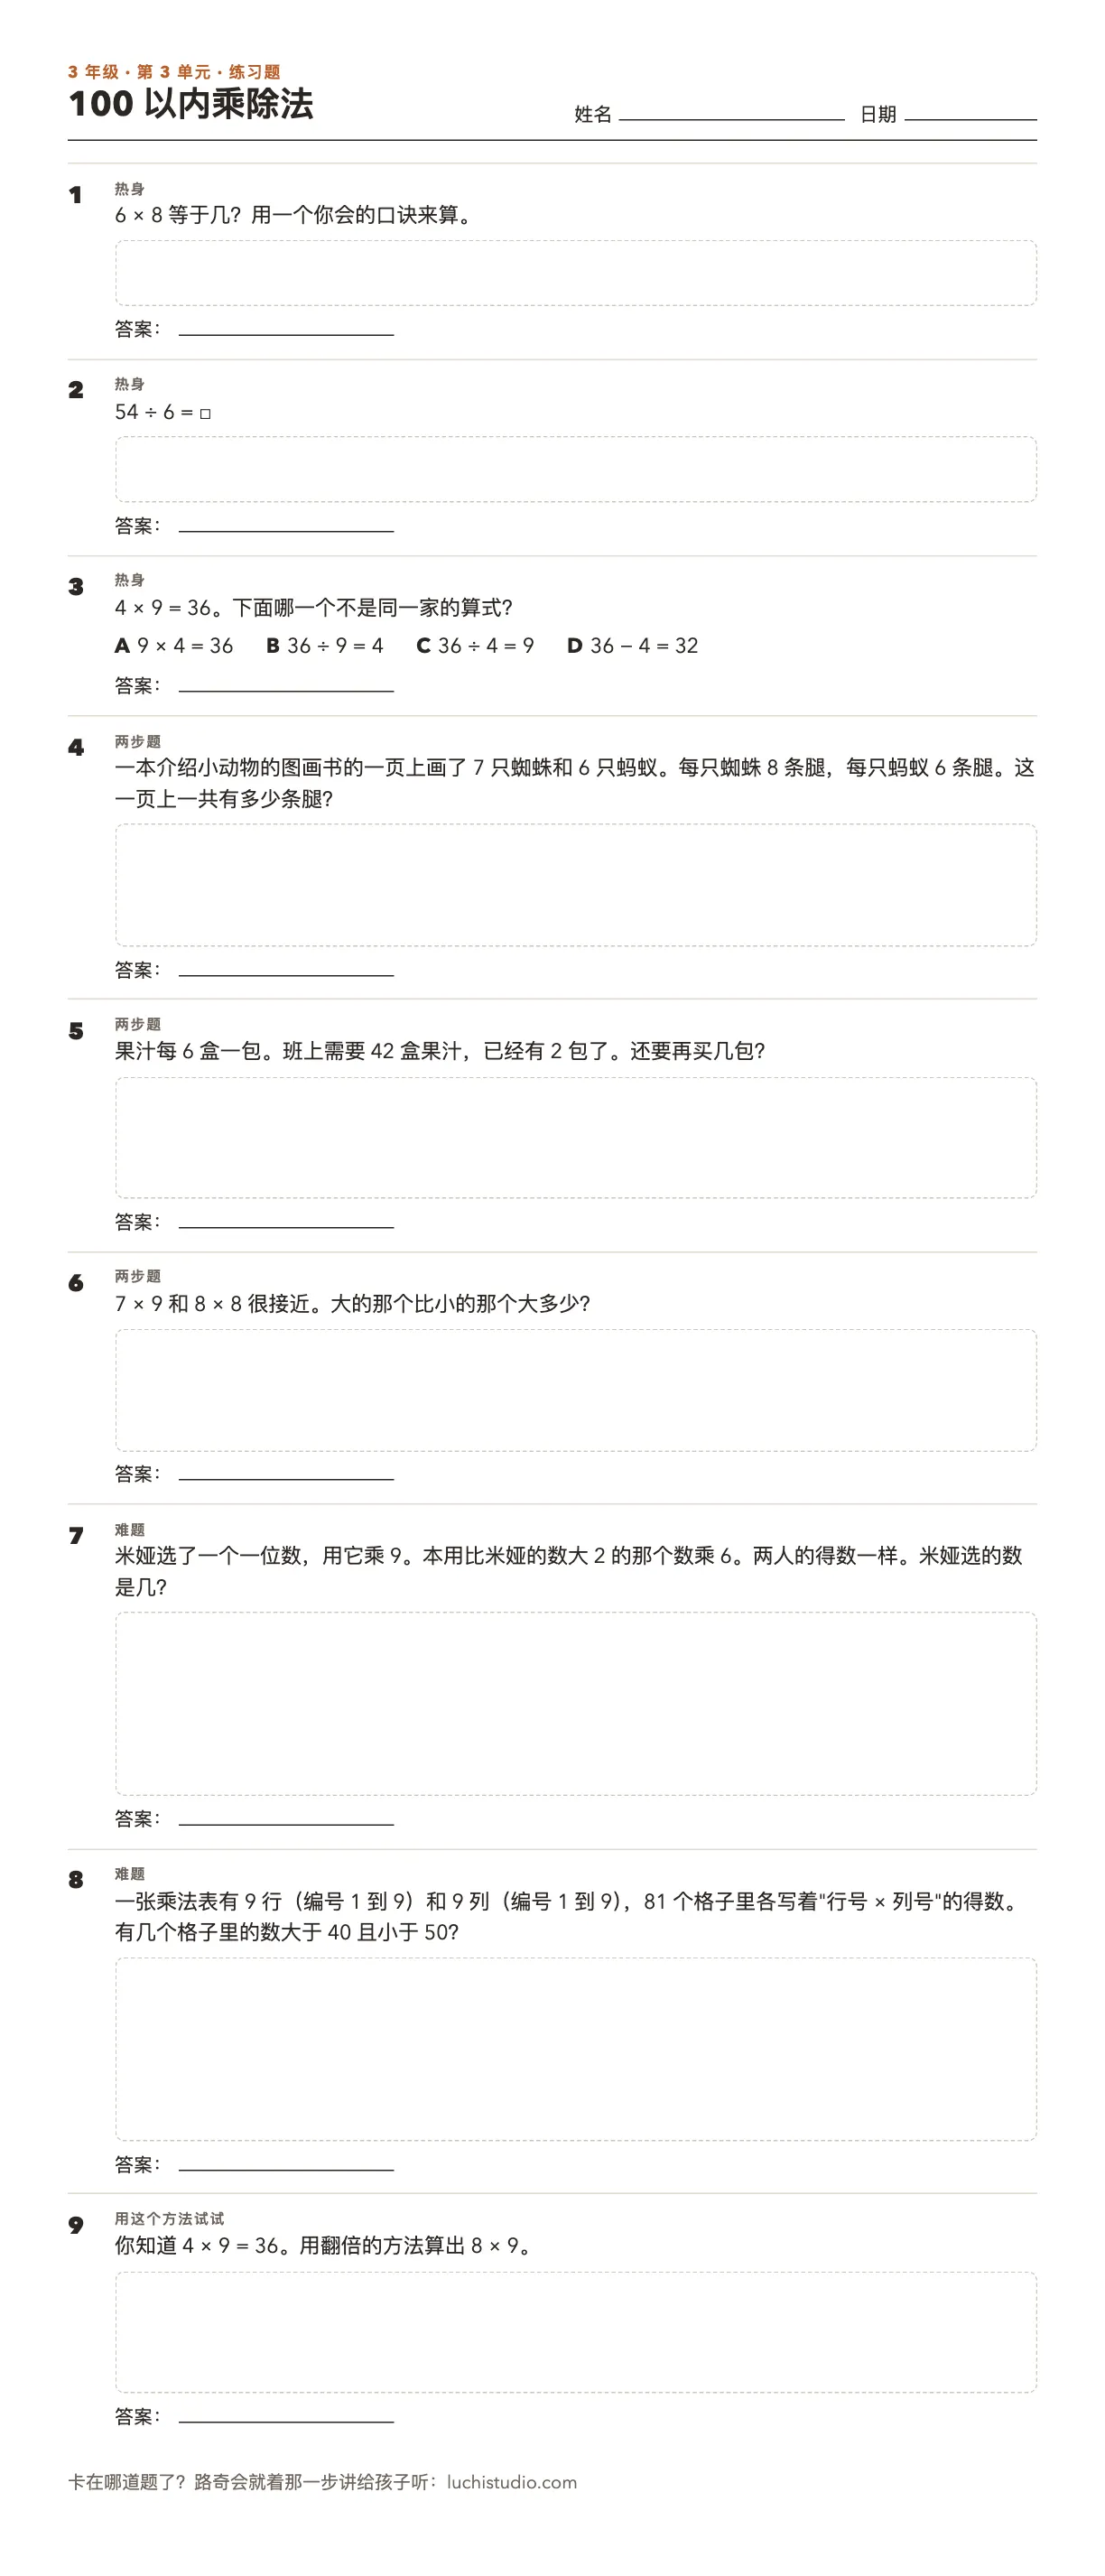 3 年级 · 第 3 单元 · 练习题
100 以内乘除法
姓名 日期
1
热身
6 × 8 等于几？用一个你会的口诀来算。
答案：
2
热身
54 ÷ 6 = □
答案：
3
热身
4 × 9 = 36。下面哪一个不是同一家的算式？
A 9 × 4 = 36 B 36 ÷ 9 = 4 C 36 ÷ 4 = 9 D 36 − 4 = 32
答案：
4
两步题
一本介绍小动物的图画书的一页上画了 7 只蜘蛛和 6 只蚂蚁。每只蜘蛛 8 条腿，每只蚂蚁 6 条腿。这
一页上一共有多少条腿？
答案：
5
两步题
果汁每 6 盒一包。班上需要 42 盒果汁，已经有 2 包了。还要再买几包？
答案：
6
两步题
7 × 9 和 8 × 8 很接近。大的那个比小的那个大多少？
答案：
7
难题
米娅选了一个一位数，用它乘 9。本用比米娅的数大 2 的那个数乘 6。两人的得数一样。米娅选的数
是几？
答案：
8
难题
一张乘法表有 9 行（编号 1 到 9）和 9 列（编号 1 到 9），81 个格子里各写着"行号 × 列号"的得数。
有几个格子里的数大于 40 且小于 50？
答案：
9
用这个方法试试
你知道 4 × 9 = 36。用翻倍的方法算出 8 × 9。
答案：
卡在哪道题了？路奇会就着那一步讲给孩子听：luchistudio.com